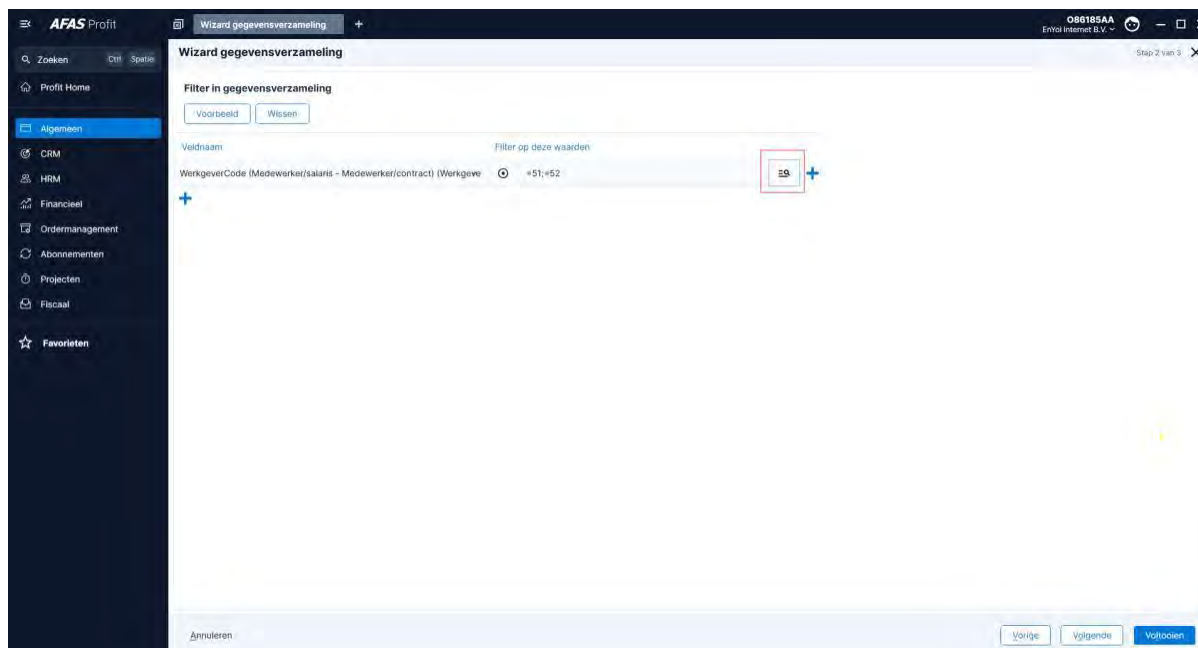 AFAS Profit
Wizard gegevensverzameling
O86185AA
EnYoi Internet B.V.
Zoeken Ctrl Spatie
Wizard gegevensverzameling
Stap 2 van 3
Profit Home
Filter in gegevensverzameling
Voorbeeld Wissen
Algemeen
CRM
HRM
Financieel
Ordermanagement
Abonnementen
Projecten
Fiscaal
Favorieten
Veldnaam Filter op deze waarden
WerkgeverCode (Medewerker/salaris - Medewerker/contract) (Werkgeve =51;=52
Annuleren Vorige Volgende Voltooien